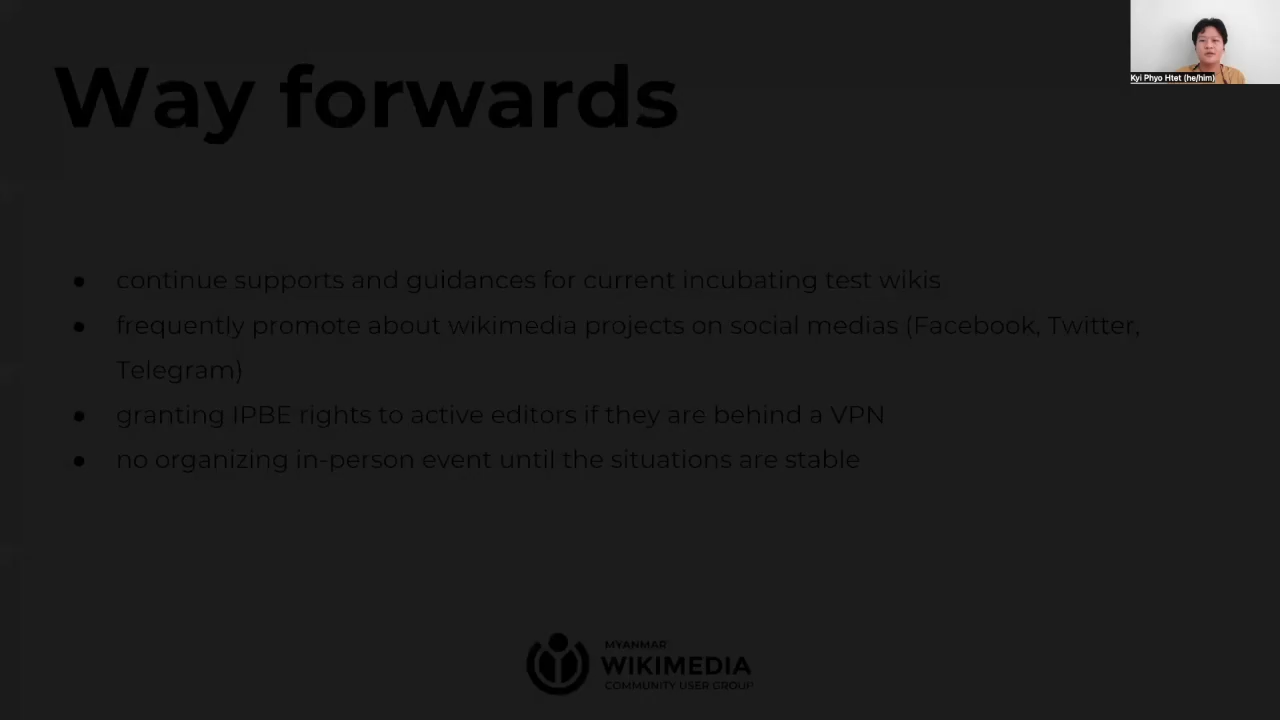 Kyi Phyo Htet (he/him)
Way forwards
● continue supports and guidances for current incubating test wikis
● frequently promote about wikimedia projects on social medias (Facebook, Twitter,
Telegram)
● granting IPBE rights to active editors if they are behind a VPN
● no organizing in-person event until the situations are stable
MYANMAR
WIKIMEDIA
COMMUNITY USER GROUP